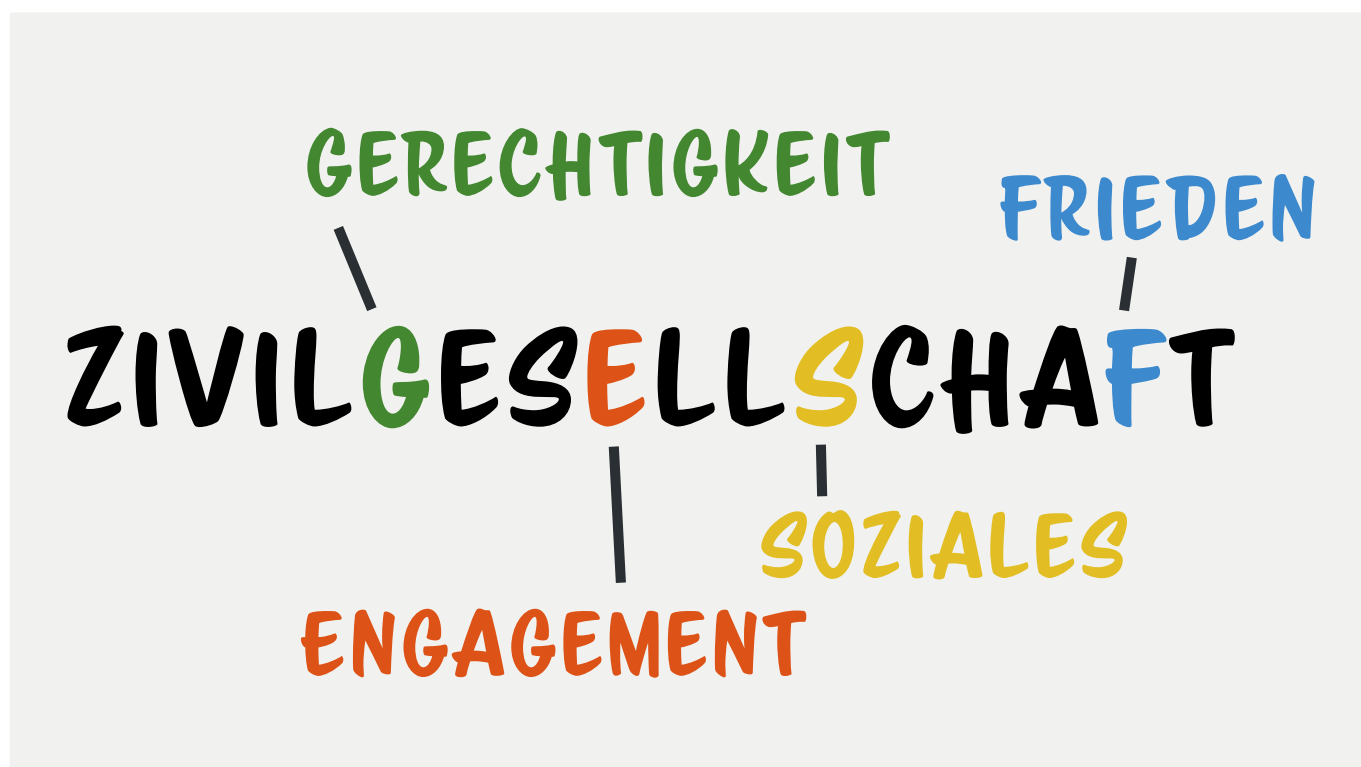 GERECHTIGKEIT
FRIEDEN
ZIVILGESELLSCHAFT
SOZIALES
ENGAGEMENT